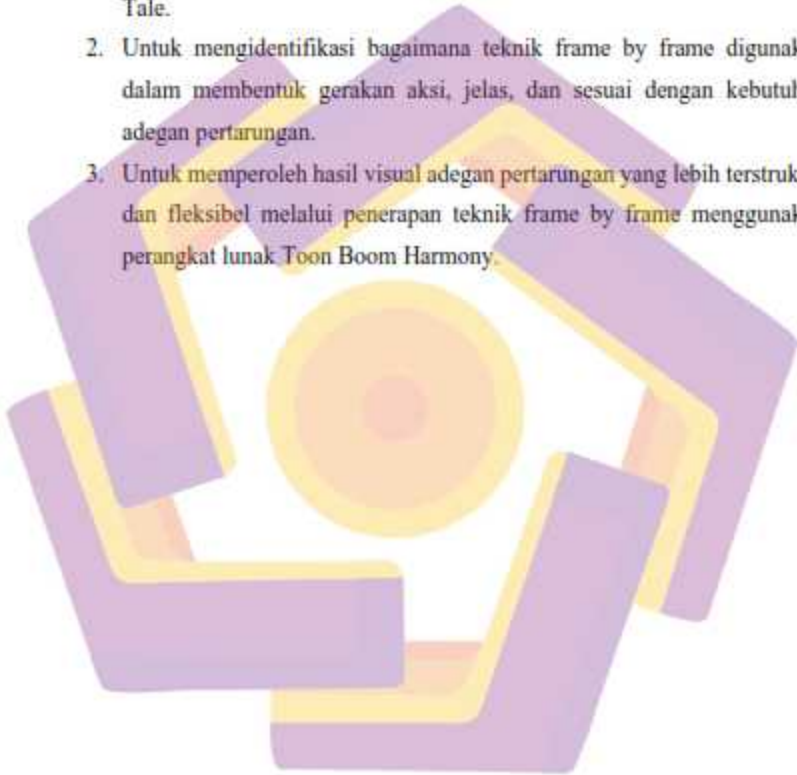 Tale.
2. Untuk mengidentifikasi bagaimana teknik frame by frame digunak
dalam membentuk gerakan aksi, jelas, dan sesuai dengan kebutuh
adegan pertarungan.
3. Untuk memperoleh hasil visual adegan pertarungan yang lebih terstruk
dan fleksibel melalui penerapan teknik frame by frame menggunak
perangkat lunak Toon Boom Harmony.